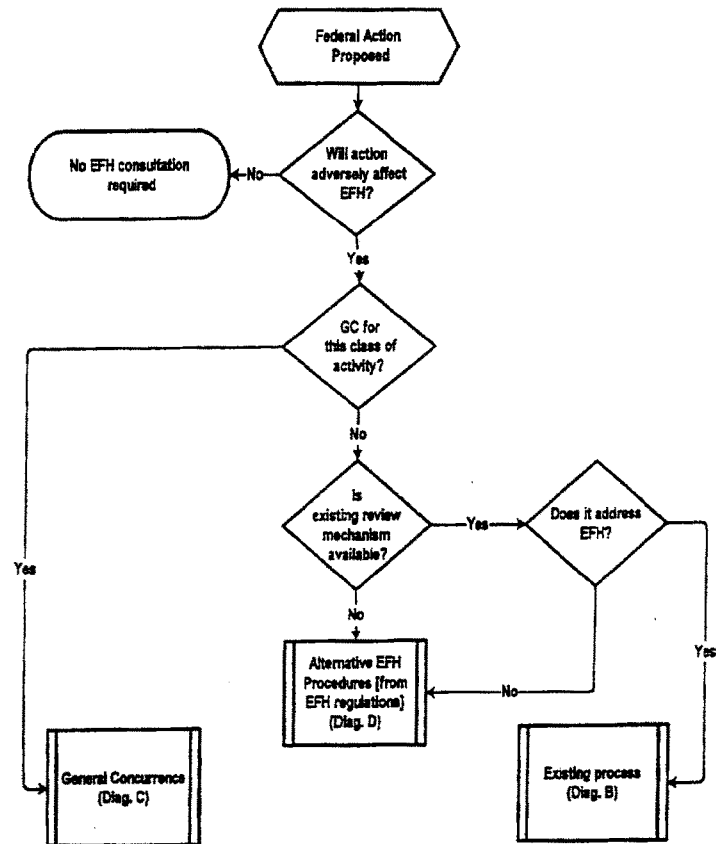 Federal Action
Proposed
Will action
adversely affect
EFH?
No
No EFH consultation
required
Yes
GC for
this class of
activity?
No
Is
existing review
mechanism
available?
Yes
Does it address
EFH?
Yes
No
Yes
Alternative EFH
Procedures [from
EFH regulations]
(Diag. D)
No
General Concurrence
(Diag. C)
Existing process
(Diag. B)